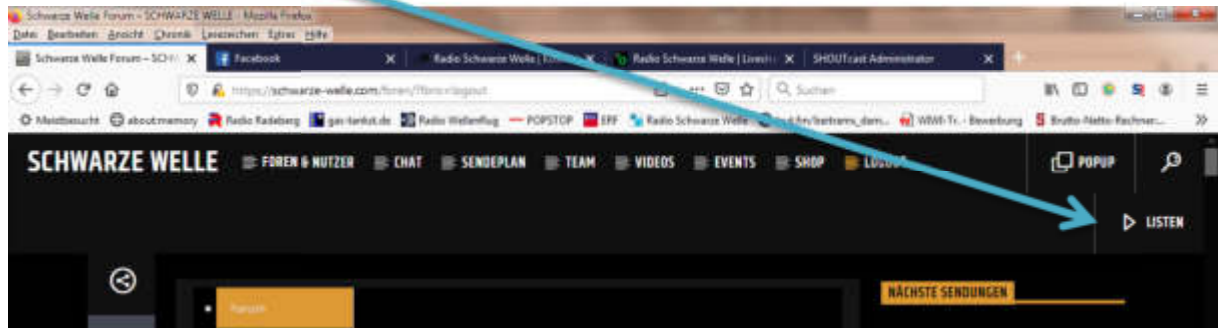 Schwarze Welle Forum – SCHWARZE WELLE - Mozilla Firefox
Datei Bearbeiten Ansicht Chronik Lesezeichen Extras Hilfe
Schwarze Welle Forum – SCH Facebook Radio Schwarze Welle Radio Schwarze Welle SHOUTcast Administrator
https://schwarze-welle.com/foren/?foro=logout Suchen
Meistbesucht about:memory Radio Radeberg Radio Wellenflug POPSTOP ERF Radio Schwarze Welle Bewerbung Brutto-Netto-Rechner...
SCHWARZE WELLE FOREN & NUTZER CHAT SENDEPLAN TEAM VIDEOS EVENTS SHOP POPUP
LISTEN
NÄCHSTE SENDUNGEN
Forum